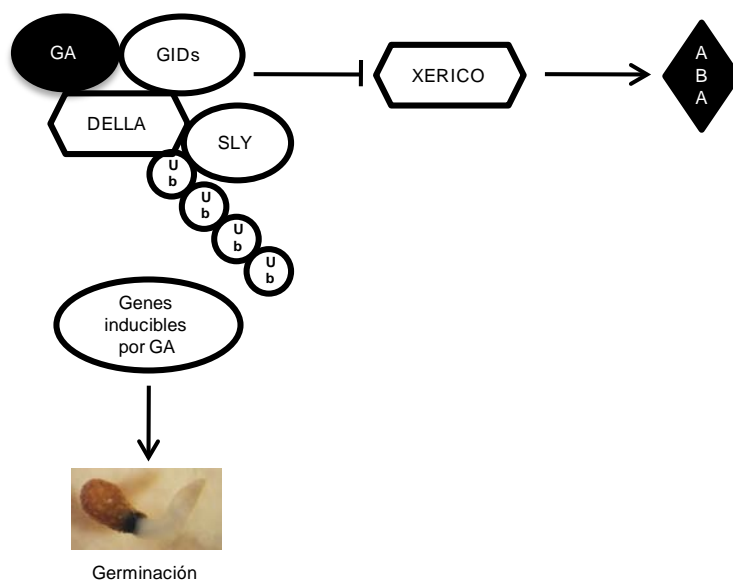 GA
GIDs
XERICO
A
B
A
DELLA
SLY
U
b
U
b
U
b
U
b
Genes
inducibles
por GA
Germinación